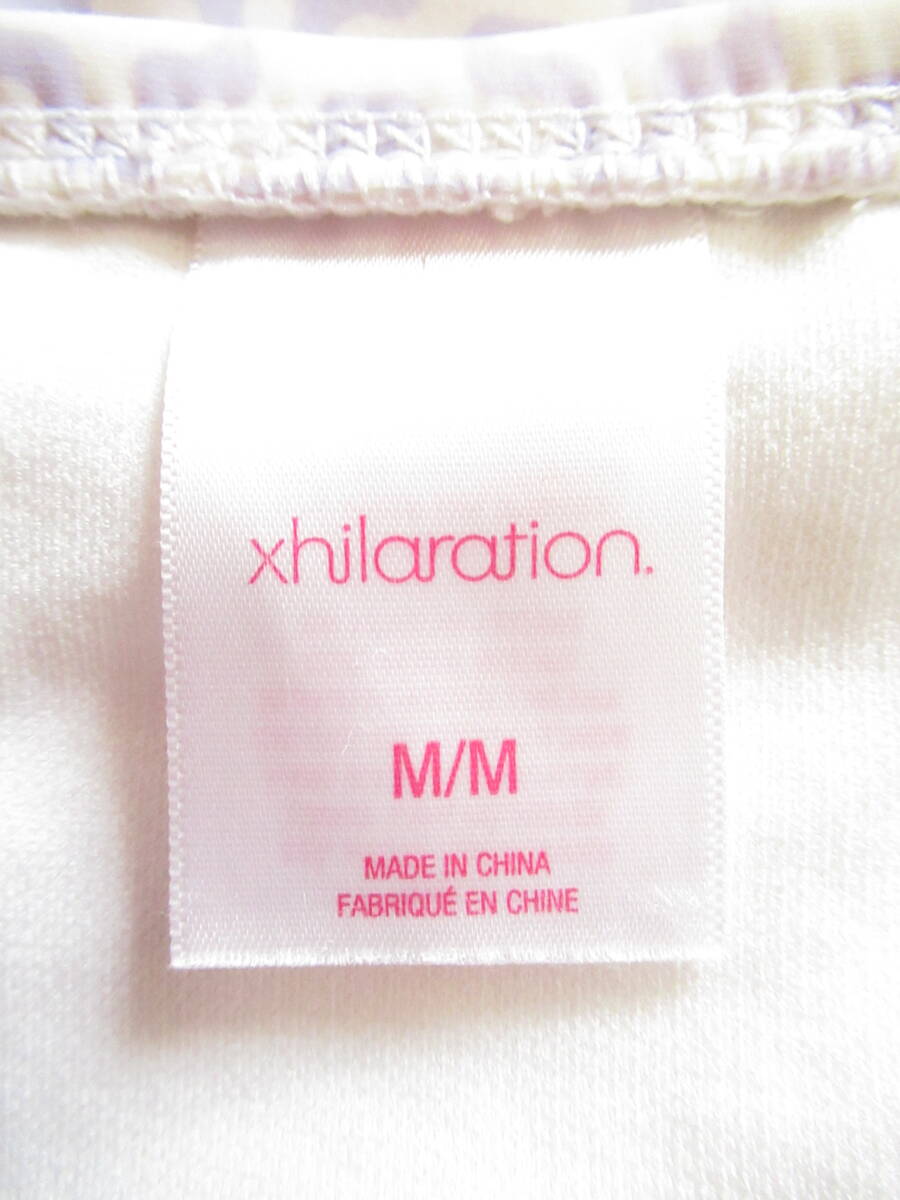 xhilaration.
M/M
MADE IN CHINA
FABRIQUÉ EN CHINE